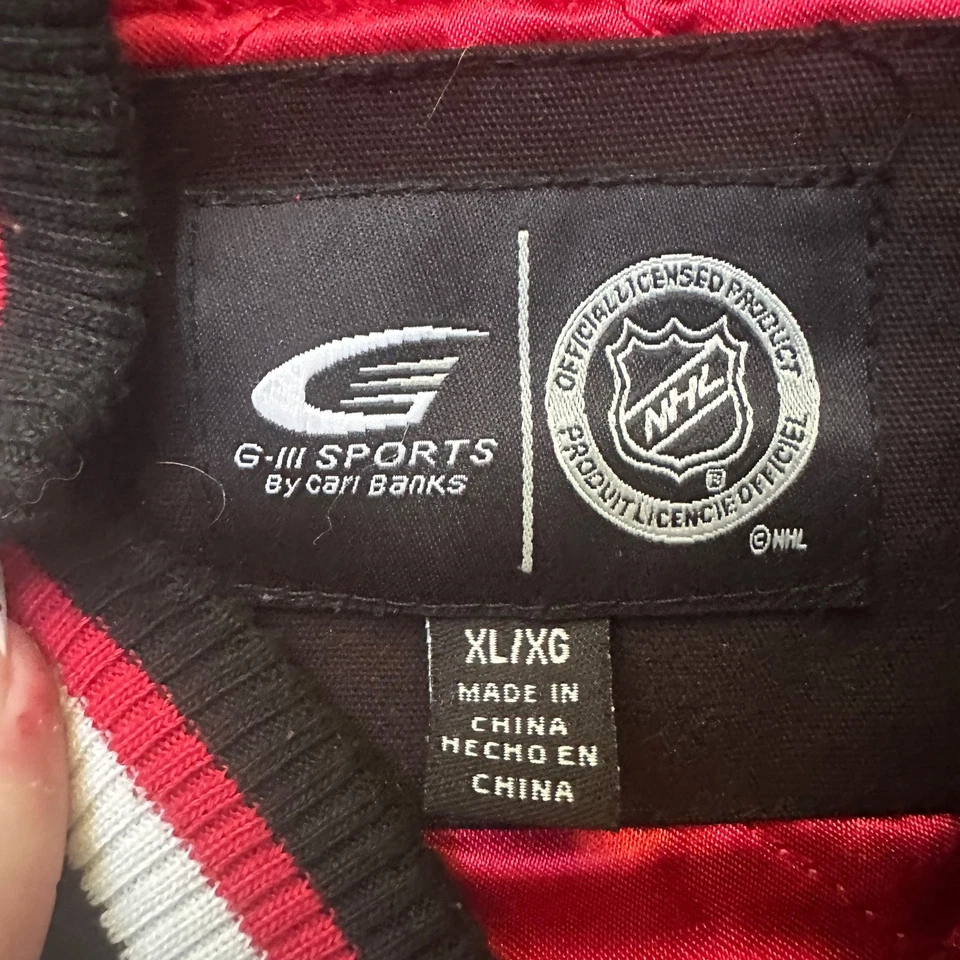 G-III SPORTS
By Carl Banks
OFFICIAL LICENSED PRODUCT
NHL
®
PRODUIT LICENCIÉ OFFICIEL
©NHL
XL/XG
MADE IN
CHINA
HECHO EN
CHINA